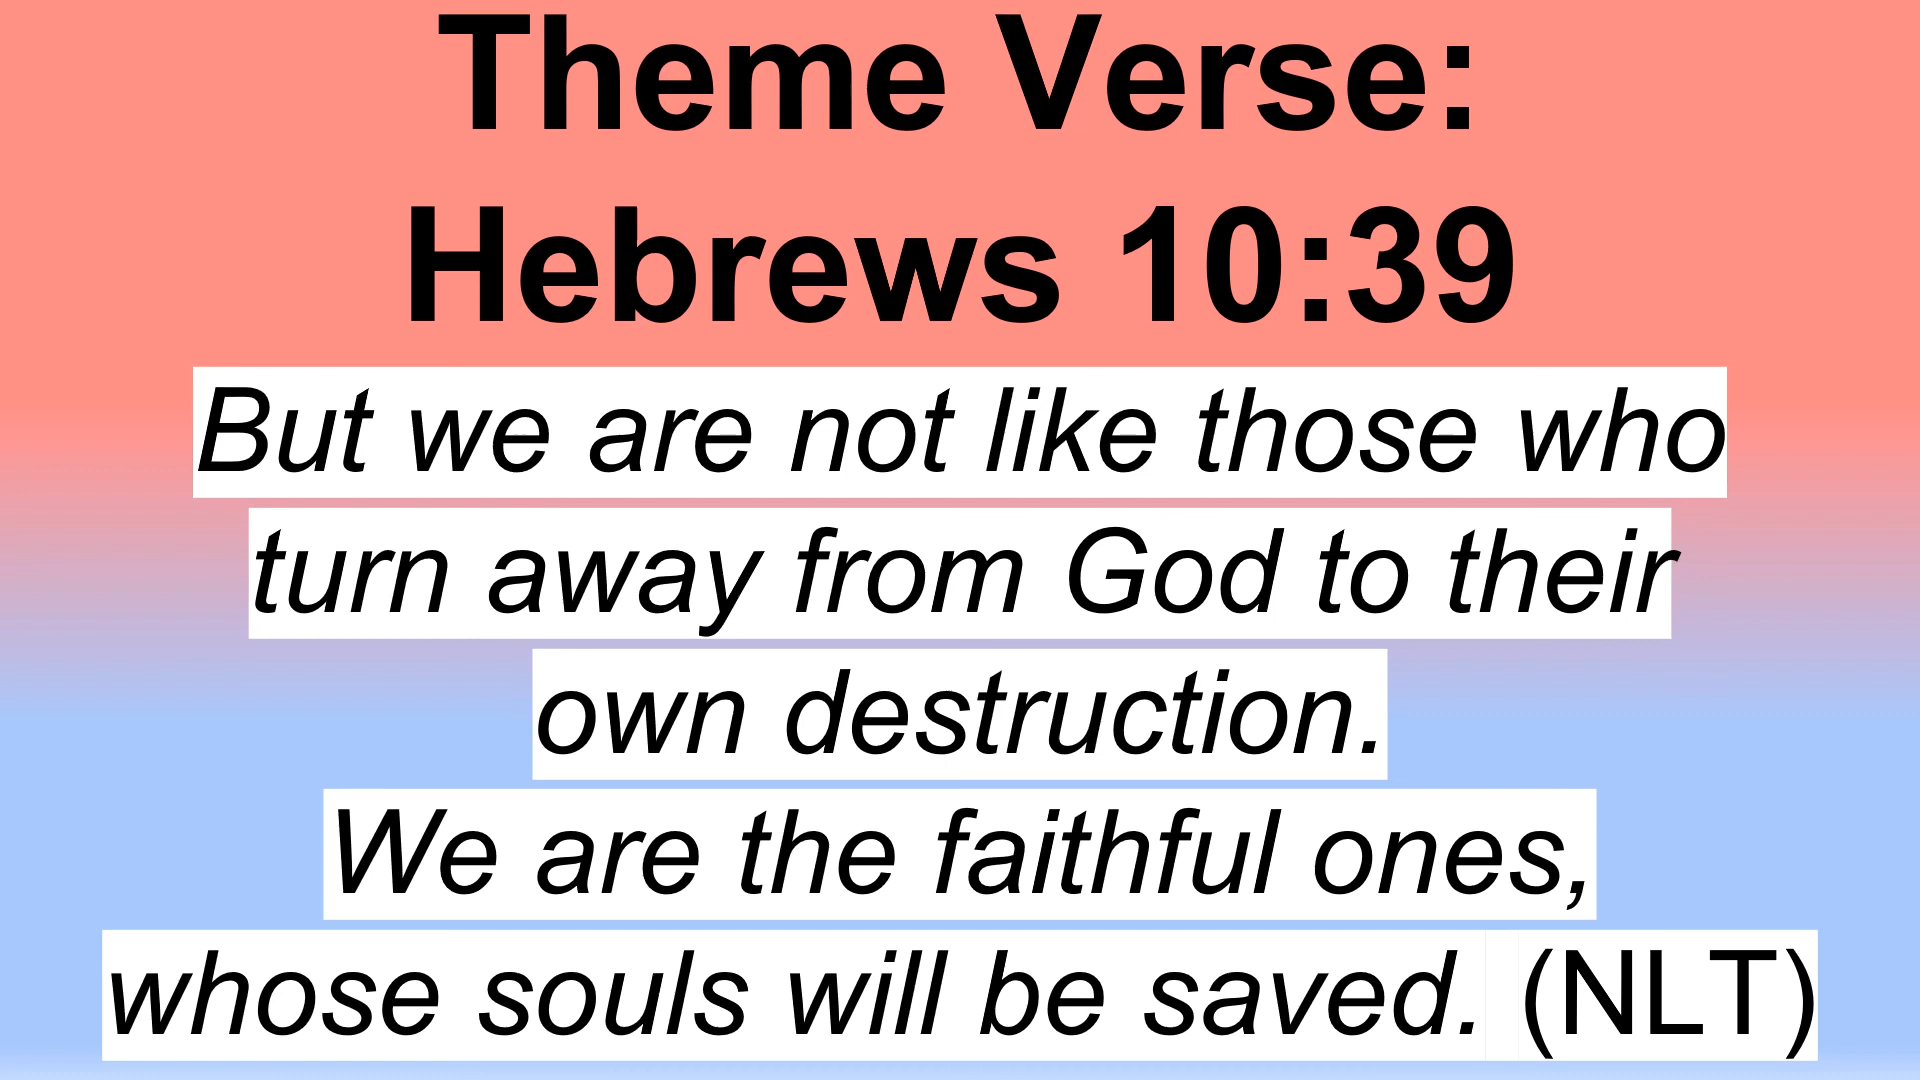 Theme Verse:
Hebrews 10:39
But we are not like those who
turn away from God to their
own destruction.
We are the faithful ones,
whose souls will be saved. (NLT)